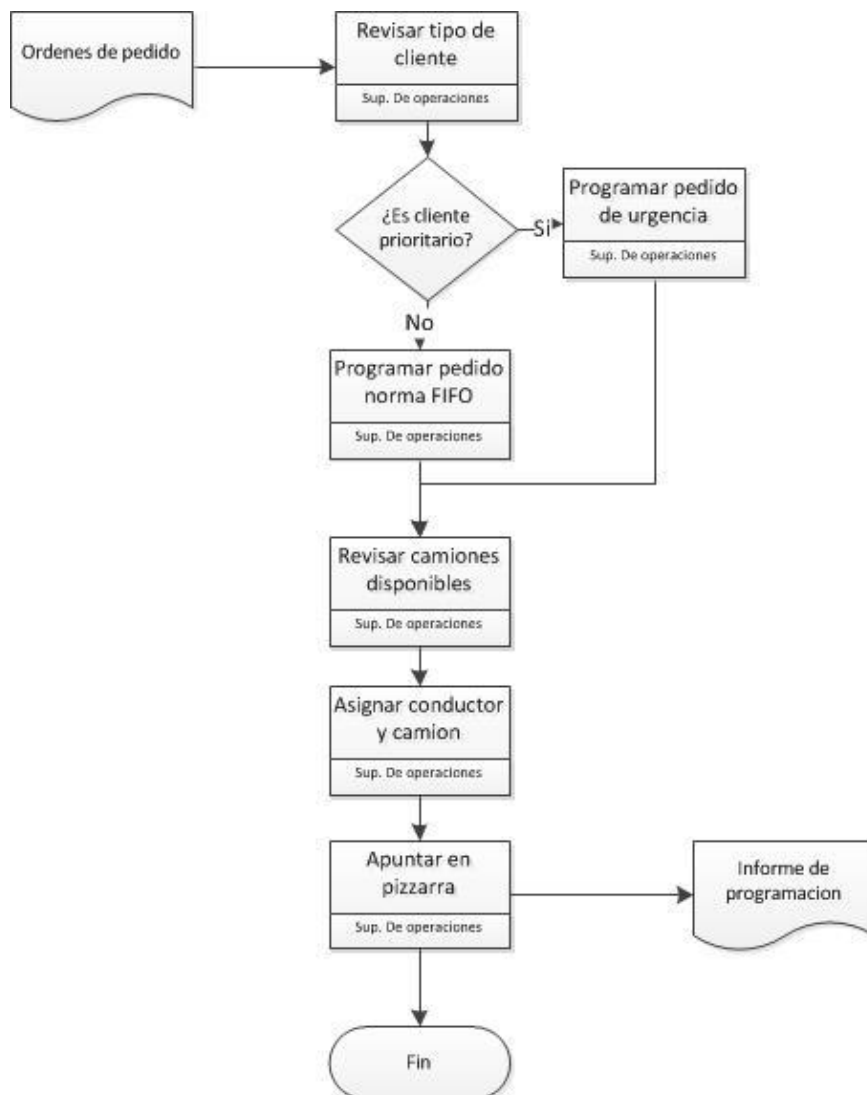 Ordenes de pedido
Revisar tipo de
cliente
Sup. De operaciones
¿Es cliente
prioritario?
Si
Programar pedido
de urgencia
Sup. De operaciones
No
Programar pedido
norma FIFO
Sup. De operaciones
Revisar camiones
disponibles
Sup. De operaciones
Asignar conductor
y camion
Sup. De operaciones
Apuntar en
pizzarra
Sup. De operaciones
Informe de
programacion
Fin